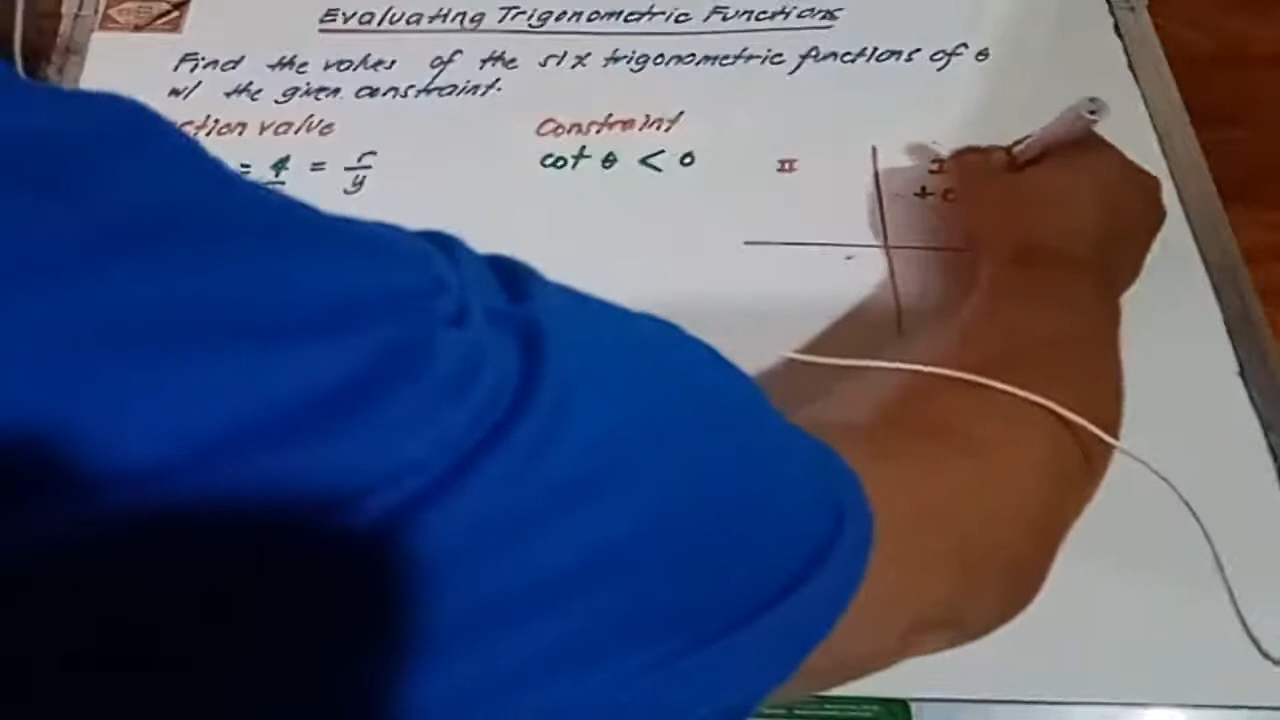 Evaluating Trigonometric Functions
Find the values of the six trigonometric functions of θ
w/ the given constraint.
ction value Constraint
= 4 = r/y cot θ < 0 II I
+c